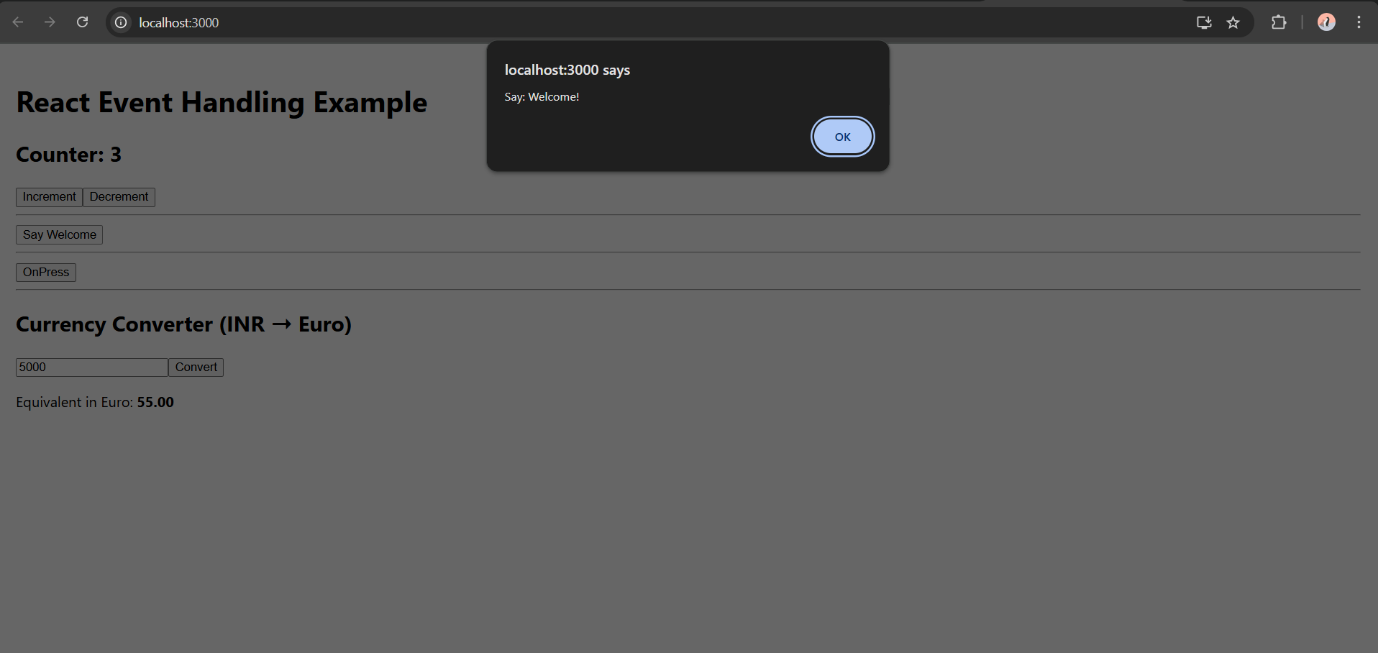 localhost:3000
localhost:3000 says
Say: Welcome!
OK
React Event Handling Example
Counter: 3
Increment Decrement
Say Welcome
OnPress
Currency Converter (INR → Euro)
5000 Convert
Equivalent in Euro: 55.00